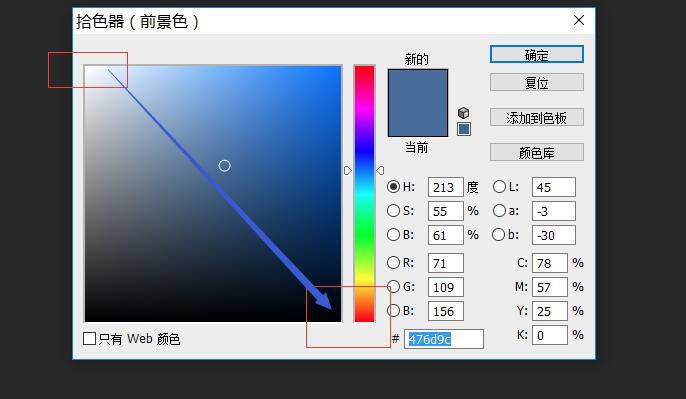 拾色器（前景色）
新的
当前
确定
复位
添加到色板
颜色库
H: 213 度
S: 55 %
B: 61 %
R: 71
G: 109
B: 156
L: 45
a: -3
b: -30
C: 78 %
M: 57 %
Y: 25 %
K: 0 %
# 476d9c
只有 Web 颜色